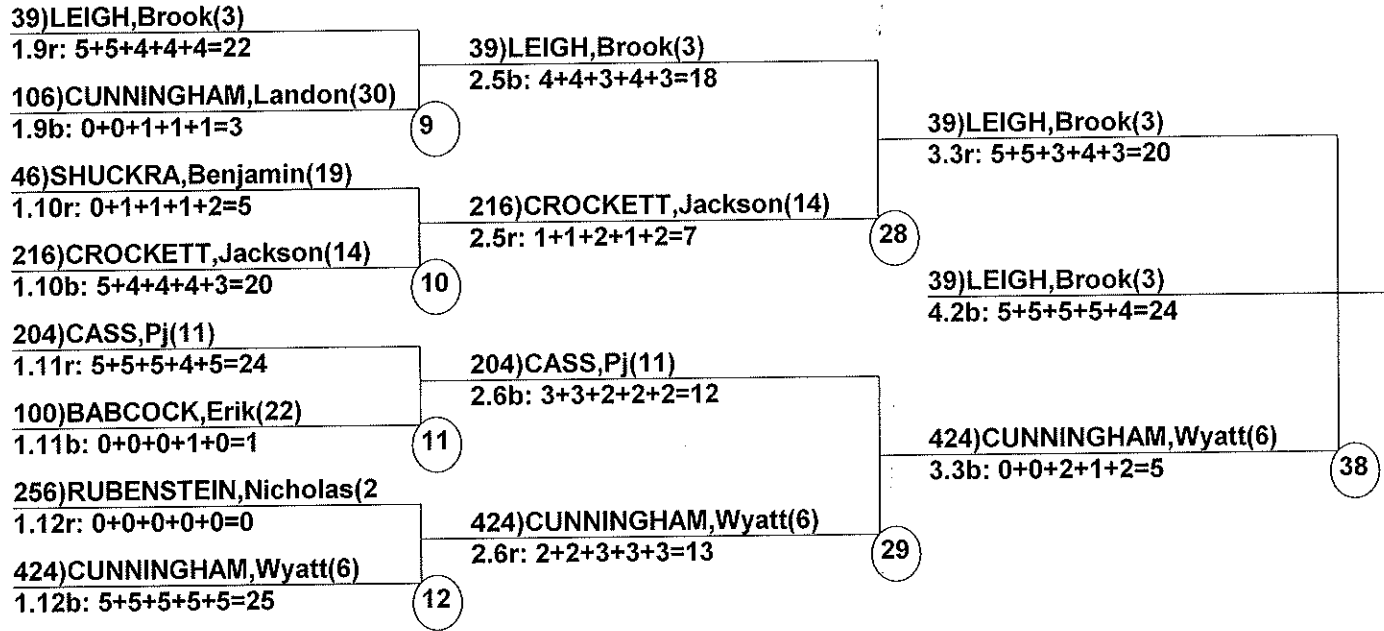 39)LEIGH,Brook(3)
1.9r: 5+5+4+4+4=22
106)CUNNINGHAM,Landon(30)
1.9b: 0+0+1+1+1=3
9
46)SHUCKRA,Benjamin(19)
1.10r: 0+1+1+1+2=5
216)CROCKETT,Jackson(14)
1.10b: 5+4+4+4+3=20
10
204)CASS,Pj(11)
1.11r: 5+5+5+4+5=24
100)BABCOCK,Erik(22)
1.11b: 0+0+0+1+0=1
11
256)RUBENSTEIN,Nicholas(2
1.12r: 0+0+0+0+0=0
424)CUNNINGHAM,Wyatt(6)
1.12b: 5+5+5+5+5=25
12
39)LEIGH,Brook(3)
2.5b: 4+4+3+4+3=18
216)CROCKETT,Jackson(14)
2.5r: 1+1+2+1+2=7
28
204)CASS,Pj(11)
2.6b: 3+3+2+2+2=12
424)CUNNINGHAM,Wyatt(6)
2.6r: 2+2+3+3+3=13
29
39)LEIGH,Brook(3)
3.3r: 5+5+3+4+3=20
39)LEIGH,Brook(3)
4.2b: 5+5+5+5+4=24
424)CUNNINGHAM,Wyatt(6)
3.3b: 0+0+2+1+2=5
38